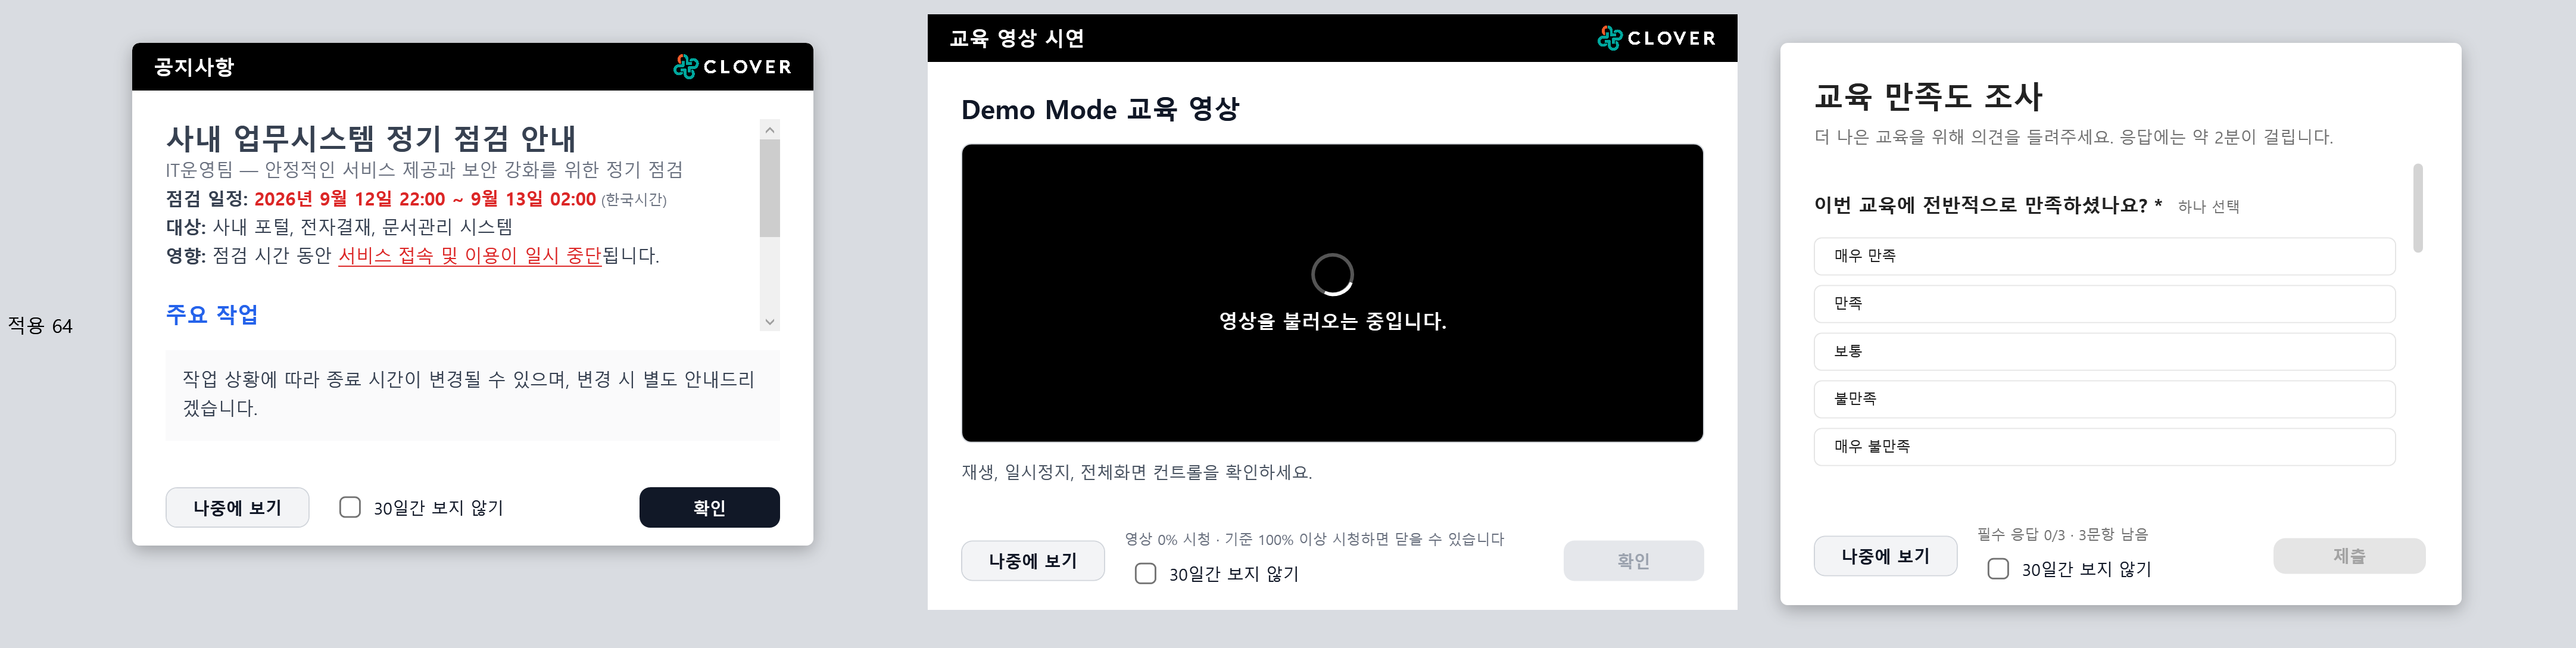 적용 64
공지사항
CLOVER
사내 업무시스템 정기 점검 안내
IT운영팀 — 안정적인 서비스 제공과 보안 강화를 위한 정기 점검
점검 일정: 2026년 9월 12일 22:00 ~ 9월 13일 02:00 (한국시간)
대상: 사내 포털, 전자결재, 문서관리 시스템
영향: 점검 시간 동안 서비스 접속 및 이용이 일시 중단됩니다.
주요 작업
작업 상황에 따라 종료 시간이 변경될 수 있으며, 변경 시 별도 안내드리
겠습니다.
나중에 보기
30일간 보지 않기
확인
교육 영상 시연
CLOVER
Demo Mode 교육 영상
영상을 불러오는 중입니다.
재생, 일시정지, 전체화면 컨트롤을 확인하세요.
영상 0% 시청 · 기준 100% 이상 시청하면 닫을 수 있습니다
나중에 보기
30일간 보지 않기
확인
교육 만족도 조사
더 나은 교육을 위해 의견을 들려주세요. 응답에는 약 2분이 걸립니다.
이번 교육에 전반적으로 만족하셨나요? * 하나 선택
매우 만족
만족
보통
불만족
매우 불만족
필수 응답 0/3 · 3문항 남음
나중에 보기
30일간 보지 않기
제출